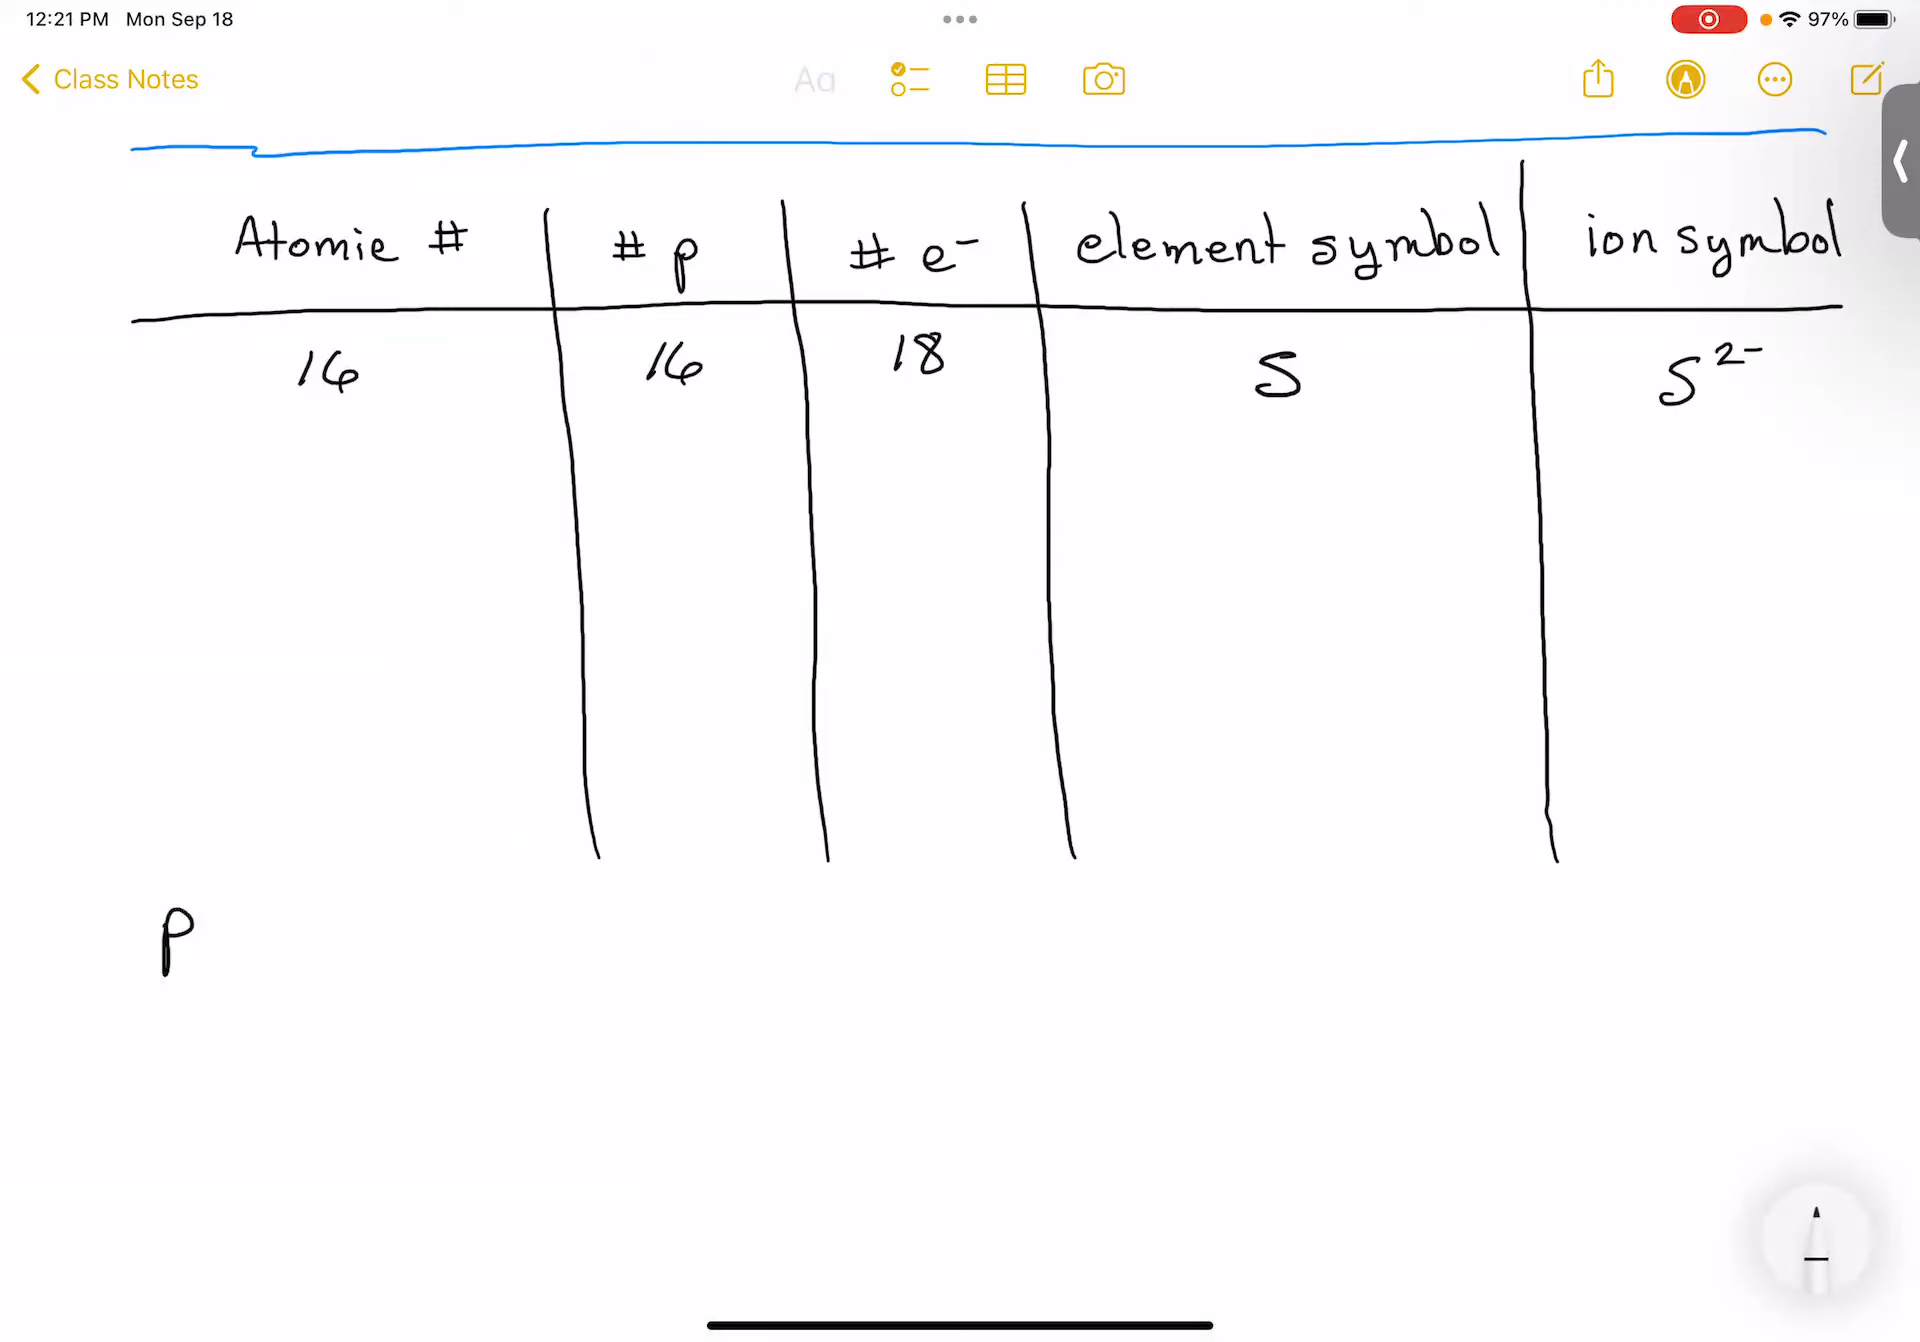 12:21 PM Mon Sep 18 97%
Class Notes Aa
Atomic # # p # e⁻ element symbol ion symbol
16 16 18 S S²⁻
p